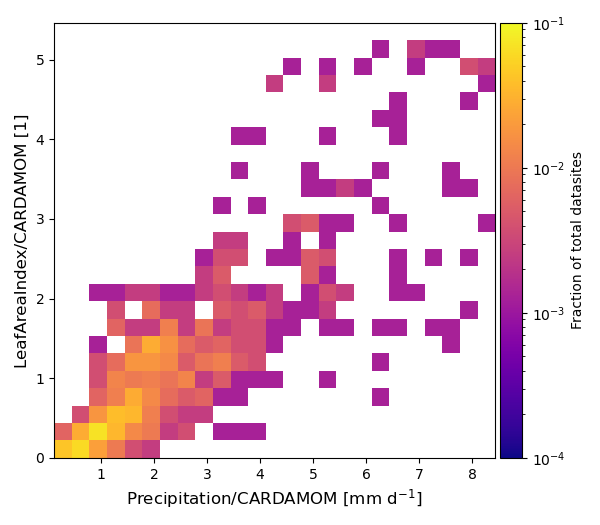 5
4
3
2
1
0
LeafAreaIndex/CARDAMOM [1]
1 2 3 4 5 6 7 8
Precipitation/CARDAMOM [mm d⁻¹]
10⁻¹
10⁻²
10⁻³
10⁻⁴
Fraction of total datasites